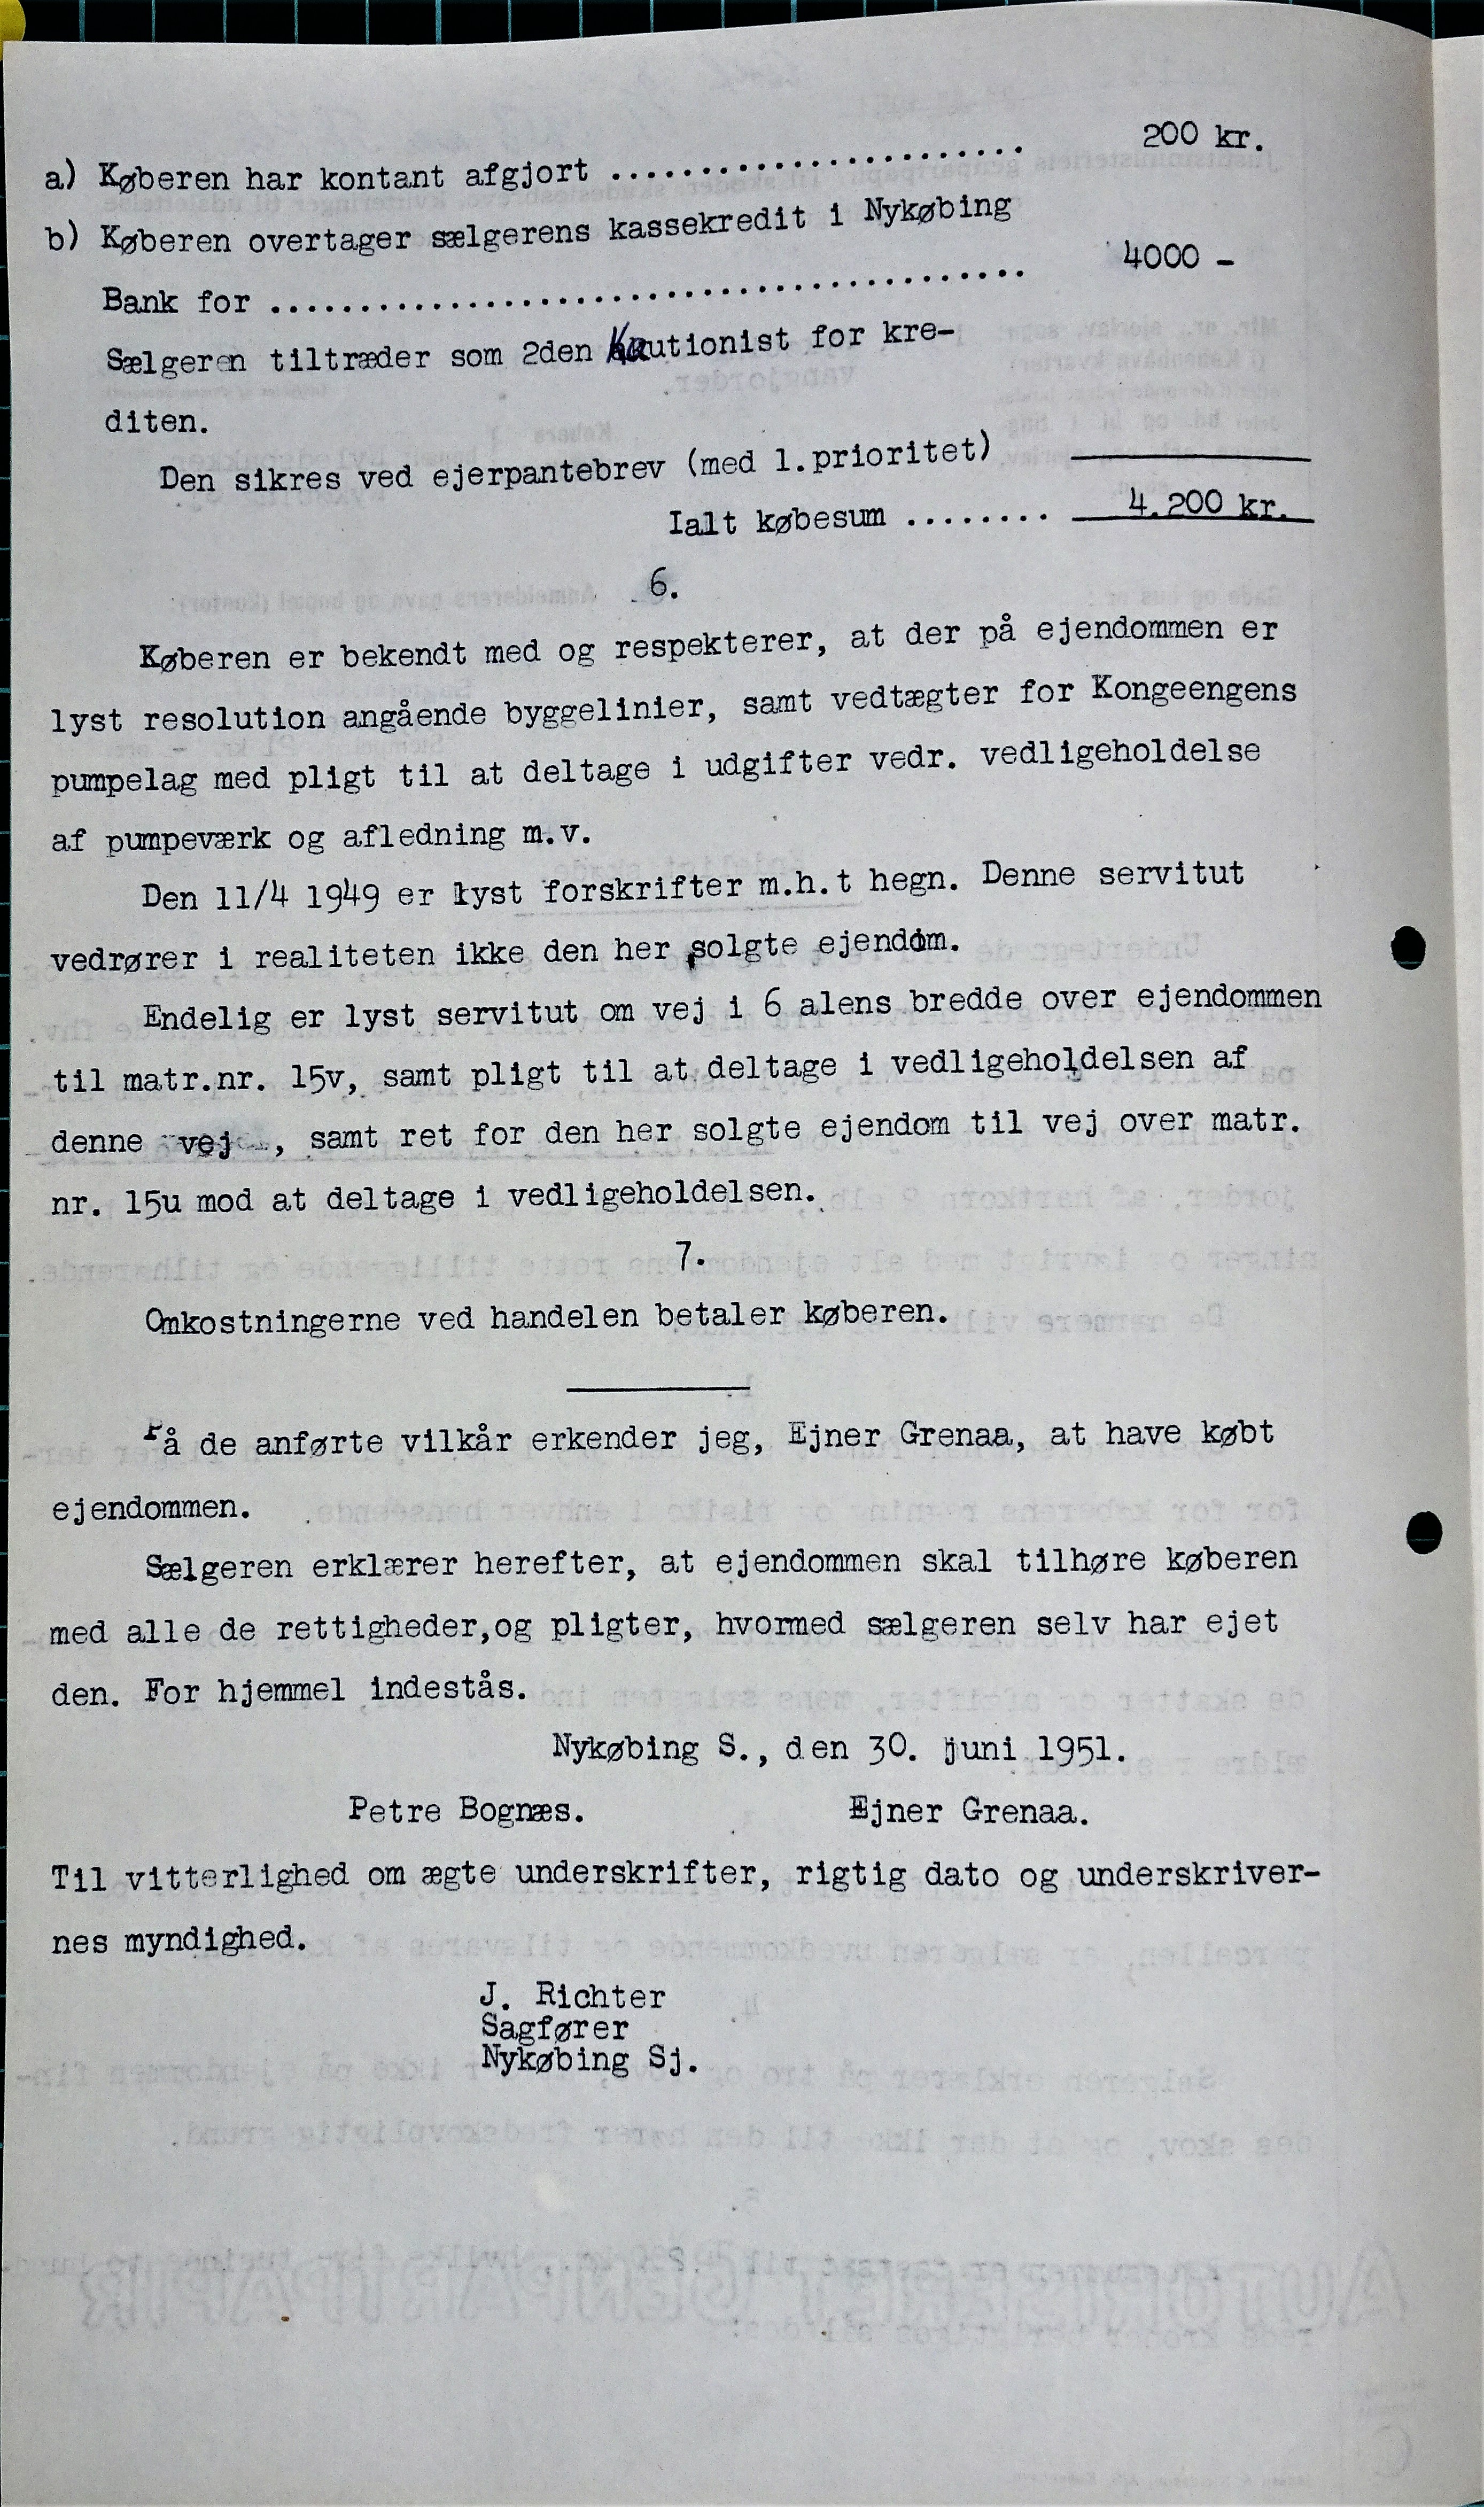 a) Køberen har kontant afgjort ........................ 200 kr.
b) Køberen overtager sælgerens kassekredit i Nykøbing
Bank for ........................................ 4000 -
Sælgeren tiltræder som 2den Kautionist for kre-
diten.
Den sikres ved ejerpantebrev (med 1.prioritet)
Ialt købesum ........ 4.200 kr.
6.
Køberen er bekendt med og respekterer, at der på ejendommen er
lyst resolution angående byggelinier, samt vedtægter for Kongeengens
pumpelag med pligt til at deltage i udgifter vedr. vedligeholdelse
af pumpeværk og afledning m.v.
Den 11/4 1949 er lyst forskrifter m.h.t hegn. Denne servitut
vedrører i realiteten ikke den her solgte ejendom.
Endelig er lyst servitut om vej i 6 alens bredde over ejendommen
til matr.nr. 15v, samt pligt til at deltage i vedligeholdelsen af
denne vej , samt ret for den her solgte ejendom til vej over matr.
nr. 15u mod at deltage i vedligeholdelsen.
7.
Omkostningerne ved handelen betaler køberen.
På de anførte vilkår erkender jeg, Ejner Grenaa, at have købt
ejendommen.
Sælgeren erklærer herefter, at ejendommen skal tilhøre køberen
med alle de rettigheder,og pligter, hvormed sælgeren selv har ejet
den. For hjemmel indestås.
Nykøbing S., den 30. juni 1951.
Petre Bognæs. Ejner Grenaa.
Til vitterlighed om ægte underskrifter, rigtig dato og underskriver-
nes myndighed.
J. Richter
Sagfører
Nykøbing Sj.